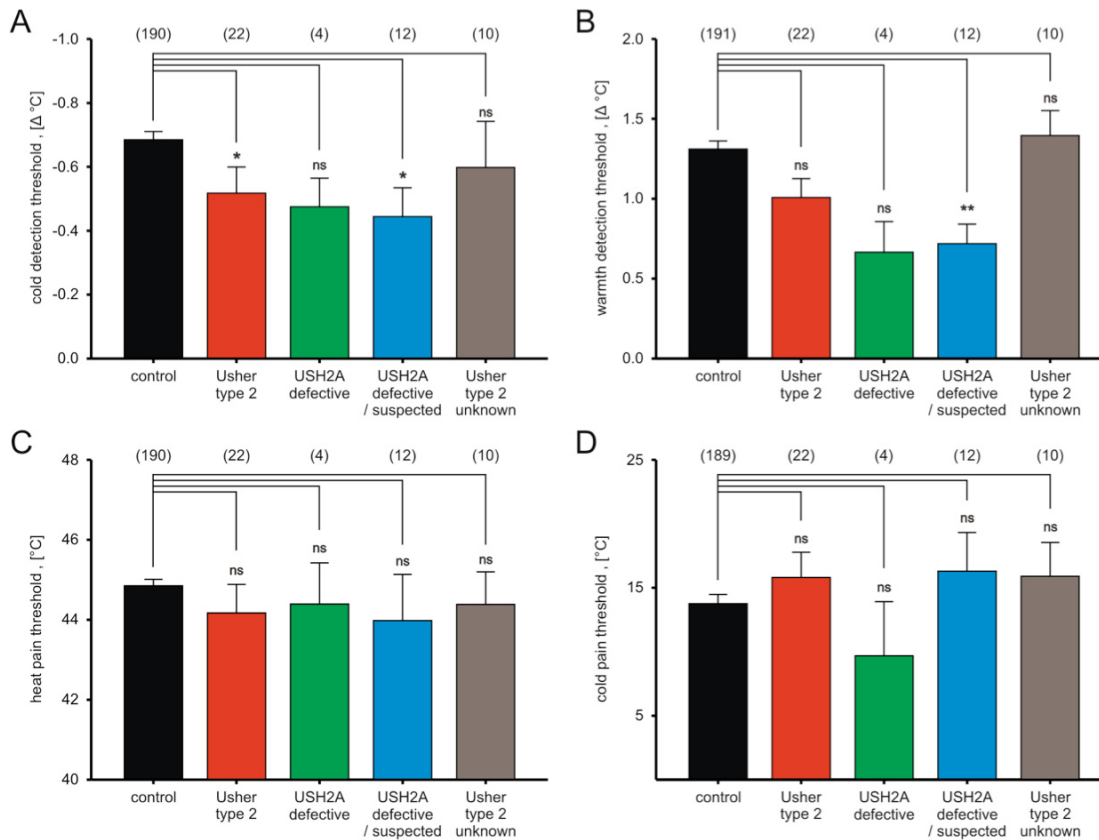 A
B
(190) (22) (4) (12) (10)
(191) (22) (4) (12) (10)
cold detection threshold , [Δ °C]
-1.0
-0.8
-0.6
-0.4
-0.2
0.0
* ns * ns
control
Usher type 2
USH2A defective
USH2A defective / suspected
Usher type 2 unknown
warmth detection threshold , [Δ °C]
2.0
1.5
1.0
0.5
0.0
ns ns ** ns
control
Usher type 2
USH2A defective
USH2A defective / suspected
Usher type 2 unknown
C
D
(190) (22) (4) (12) (10)
(189) (22) (4) (12) (10)
heat pain threshold , [°C]
48
46
44
42
40
ns ns ns ns
control
Usher type 2
USH2A defective
USH2A defective / suspected
Usher type 2 unknown
cold pain threshold , [°C]
25
15
5
ns ns ns ns
control
Usher type 2
USH2A defective
USH2A defective / suspected
Usher type 2 unknown